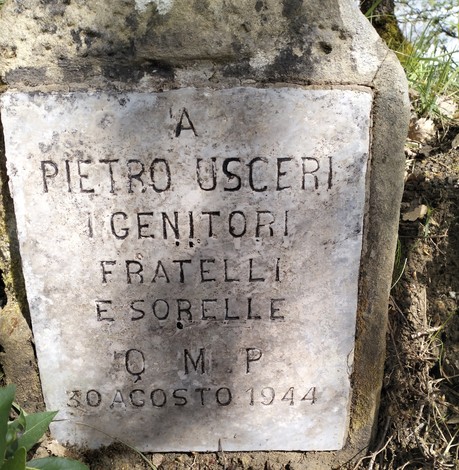 A
PIETRO USCERI
I GENITORI
FRATELLI
E SORELLE
Q M P
30 AGOSTO 1944